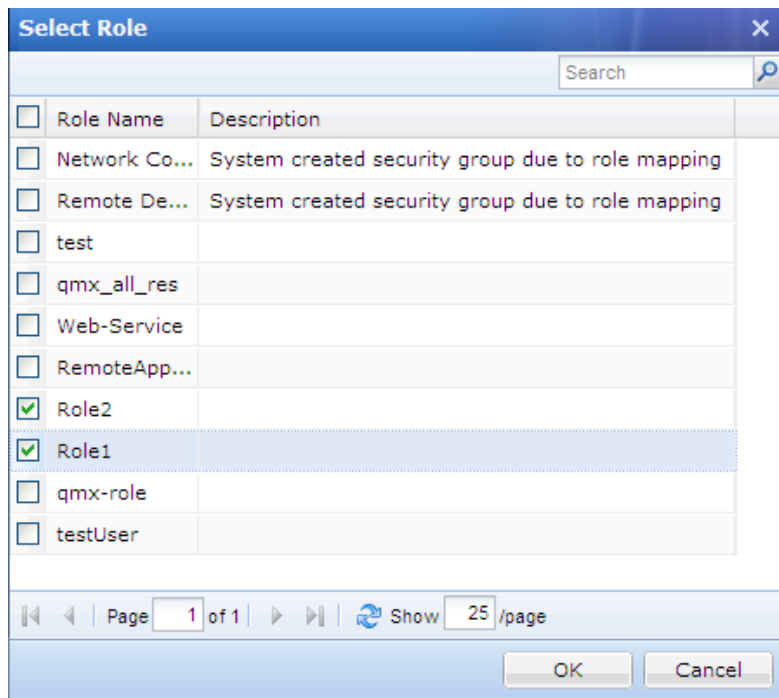 Select Role
Search
Role Name Description
Network Co... System created security group due to role mapping
Remote De... System created security group due to role mapping
test
qmx_all_res
Web-Service
RemoteApp...
Role2
Role1
qmx-role
testUser
Page 1 of 1 Show 25 /page
OK Cancel